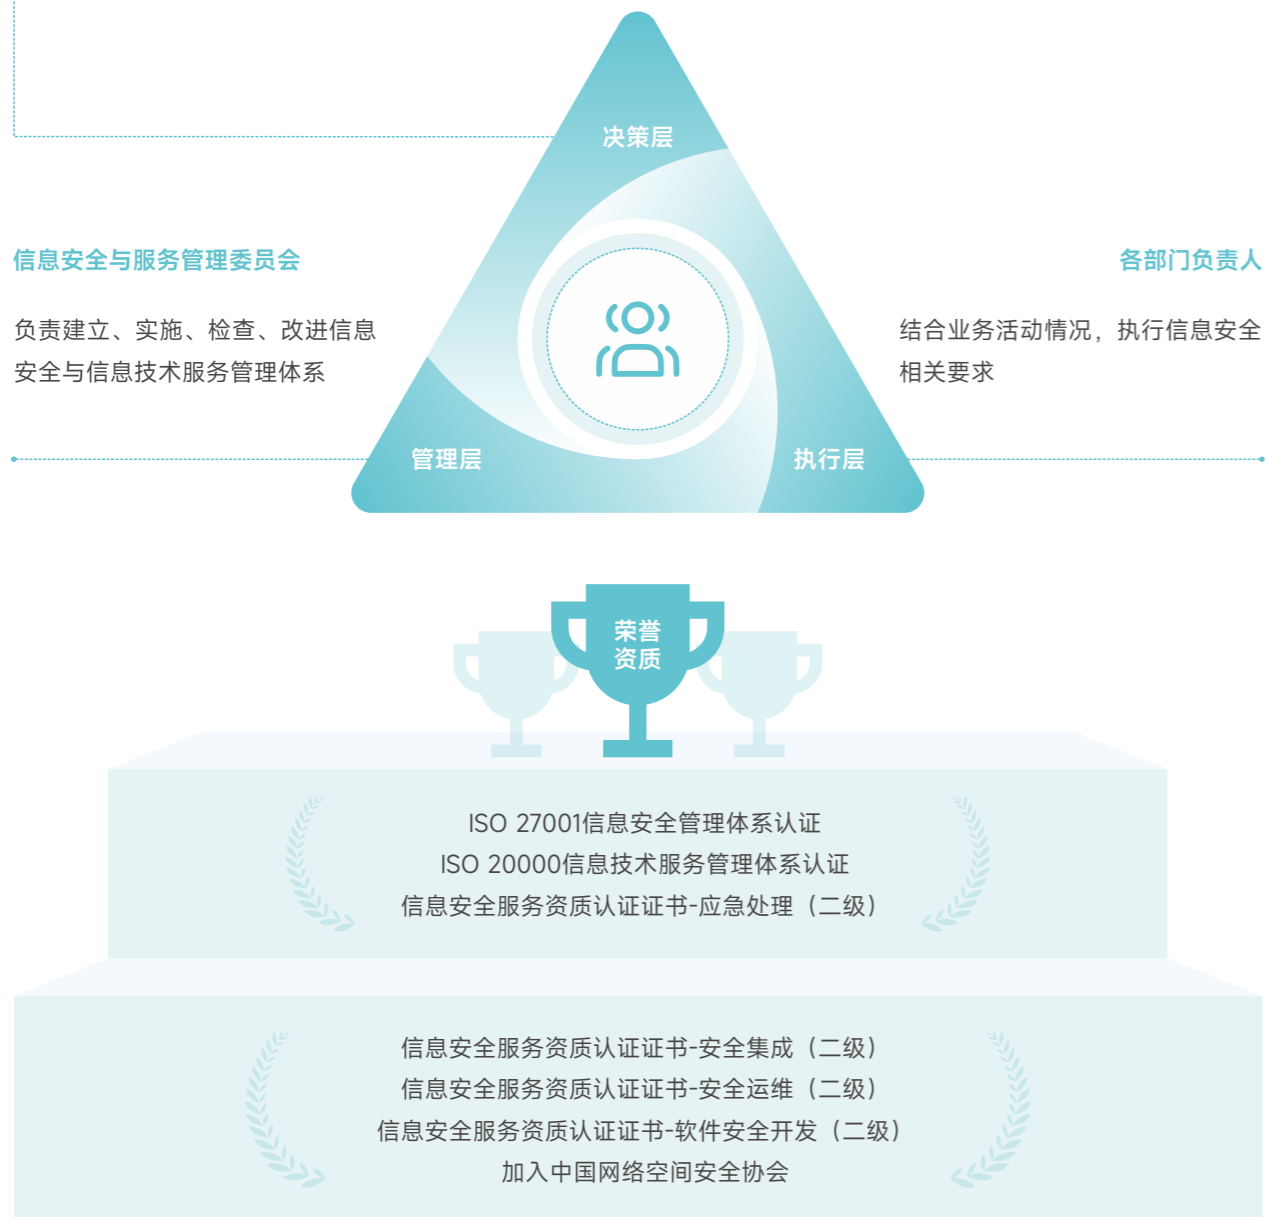 决策层
信息安全与服务管理委员会
负责建立、实施、检查、改进信息
安全与信息技术服务管理体系
各部门负责人
结合业务活动情况，执行信息安全
相关要求
管理层
执行层
荣誉
资质
ISO 27001信息安全管理体系认证
ISO 20000信息技术服务管理体系认证
信息安全服务资质认证证书-应急处理（二级）
信息安全服务资质认证证书-安全集成（二级）
信息安全服务资质认证证书-安全运维（二级）
信息安全服务资质认证证书-软件安全开发（二级）
加入中国网络空间安全协会